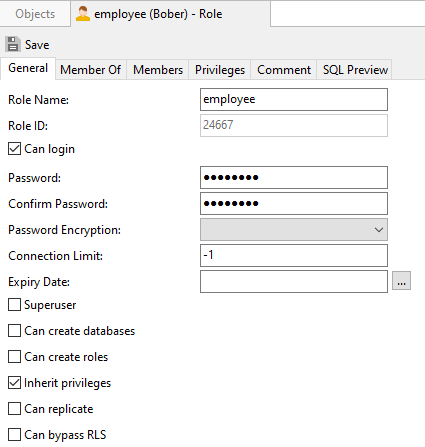 Objects employee (Bober) - Role
Save
General Member Of Members Privileges Comment SQL Preview
Role Name: employee
Role ID: 24667
Can login
Password: ●●●●●●●●
Confirm Password: ●●●●●●●●
Password Encryption:
Connection Limit: -1
Expiry Date: ...
Superuser
Can create databases
Can create roles
Inherit privileges
Can replicate
Can bypass RLS